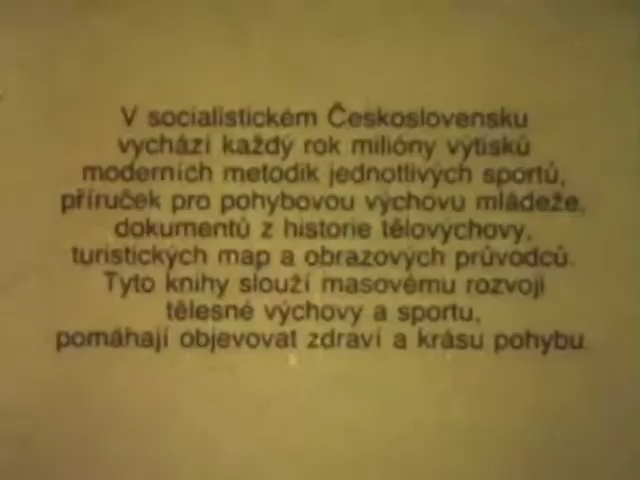 V socialistickém Československu
vychází každý rok milióny výtisků
moderních metodik jednotlivých sportů,
příruček pro pohybovou výchovu mládeže,
dokumentů z historie tělovýchovy,
turistických map a obrazových průvodců.
Tyto knihy slouží masovému rozvoji
tělesné výchovy a sportu,
pomáhají objevovat zdraví a krásu pohybu.